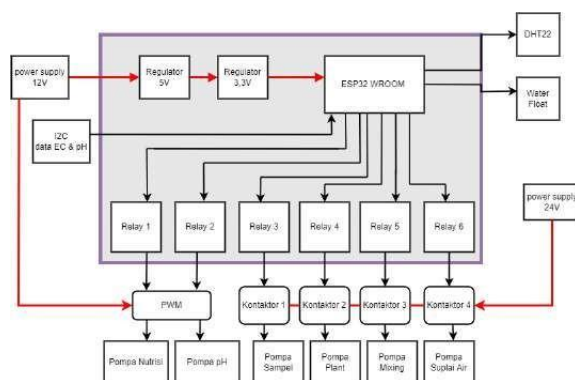 DHT22
power supply
12V
Regulator
5V
Regulator
3,3V
ESP32 WROOM
Water
Float
I2C
data EC & pH
Relay 1
Relay 2
Relay 3
Relay 4
Relay 5
Relay 6
power supply
24V
PWM
Kontaktor 1
Kontaktor 2
Kontaktor 3
Kontaktor 4
Pompa Nutrisi
Pompa pH
Pompa
Sampel
Pompa
Plant
Pompa
Mixing
Pompa
Suplai Air